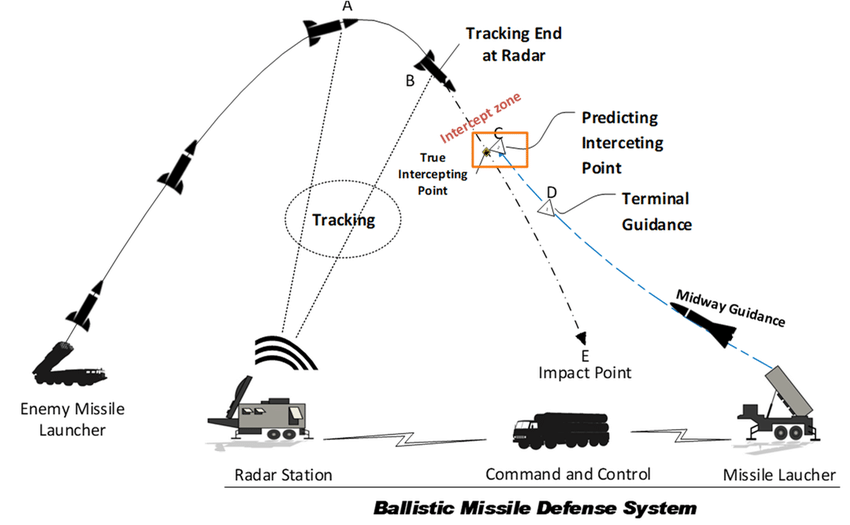 A
Tracking End
at Radar
B
Intercept zone
C
Predicting
Interceting
Point
True
Intercepting
Point
D
Terminal
Guidance
Tracking
Midway Guidance
E
Impact Point
Enemy Missile
Launcher
Radar Station
Command and Control
Missile Laucher
Ballistic Missile Defense System